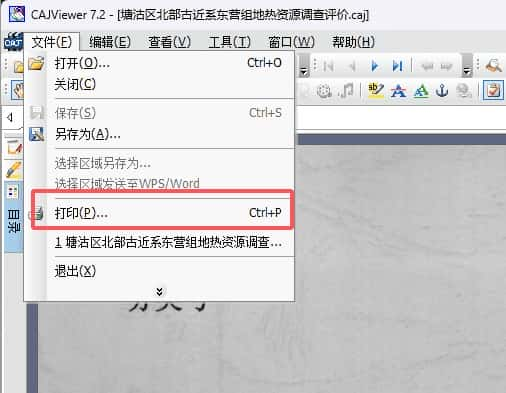 CAJViewer 7.2 - [塘沽区北部古近系东营组地热资源调查评价.caj]
CAJ 文件(F) 编辑(E) 查看(V) 工具(T) 窗口(W) 帮助(H)
打开(O)... Ctrl+O
关闭(C)
保存(S) Ctrl+S
另存为(A)...
选择区域另存为...
选择区域发送至WPS/Word
打印(P)... Ctrl+P
1 塘沽区北部古近系东营组地热资源调查...
退出(X)
目录